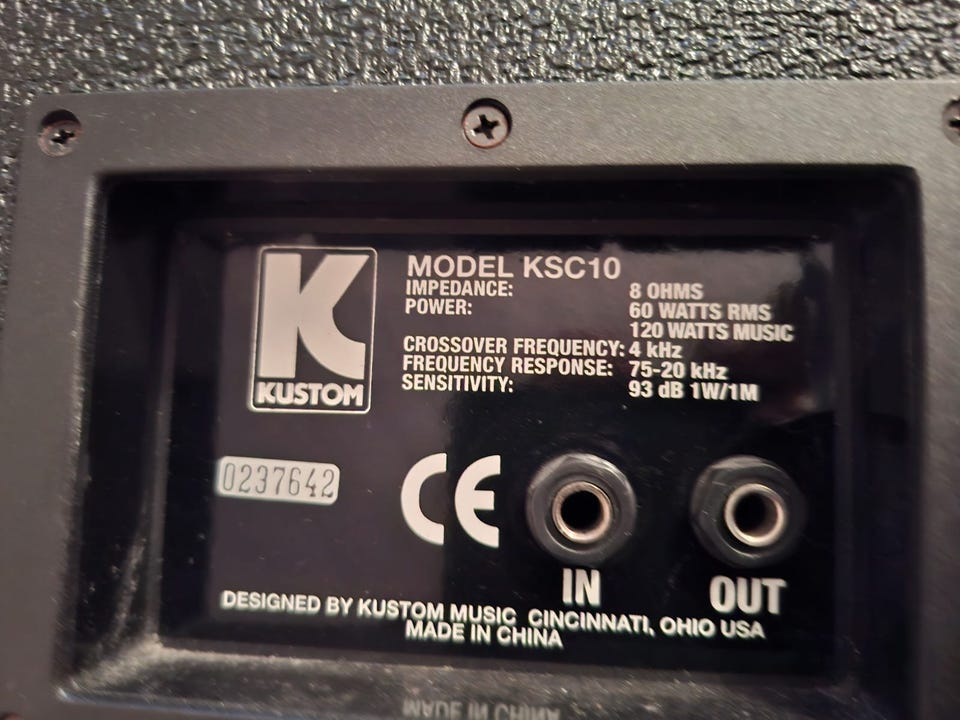 K
KUSTOM
MODEL KSC10
IMPEDANCE: 8 OHMS
POWER: 60 WATTS RMS
120 WATTS MUSIC
CROSSOVER FREQUENCY: 4 kHz
FREQUENCY RESPONSE: 75-20 kHz
SENSITIVITY: 93 dB 1W/1M
0237642
CE
IN
OUT
DESIGNED BY KUSTOM MUSIC CINCINNATI, OHIO USA
MADE IN CHINA